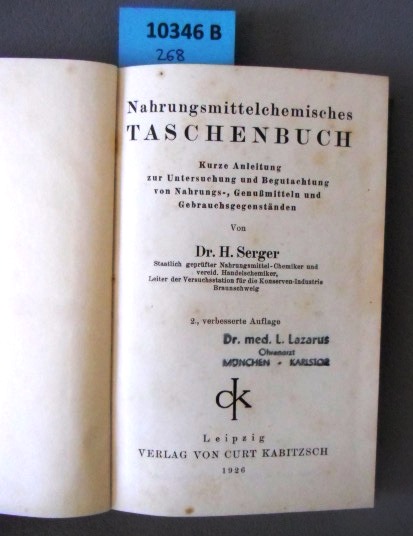 10346 B
268
Nahrungsmittelchemisches
TASCHENBUCH
Kurze Anleitung
zur Untersuchung und Begutachtung
von Nahrungs-, Genußmitteln und
Gebrauchsgegenständen
Von
Dr. H. Serger
Staatlich geprüfter Nahrungsmittel-Chemiker und
vereid. Handelschemiker,
Leiter der Versuchsstation für die Konserven-Industrie
Braunschweig
2., verbesserte Auflage
Dr. med. L. Lazarus
Ohrenarzt
MÜNCHEN - KARLSTOR
ck
Leipzig
VERLAG VON CURT KABITZSCH
1926